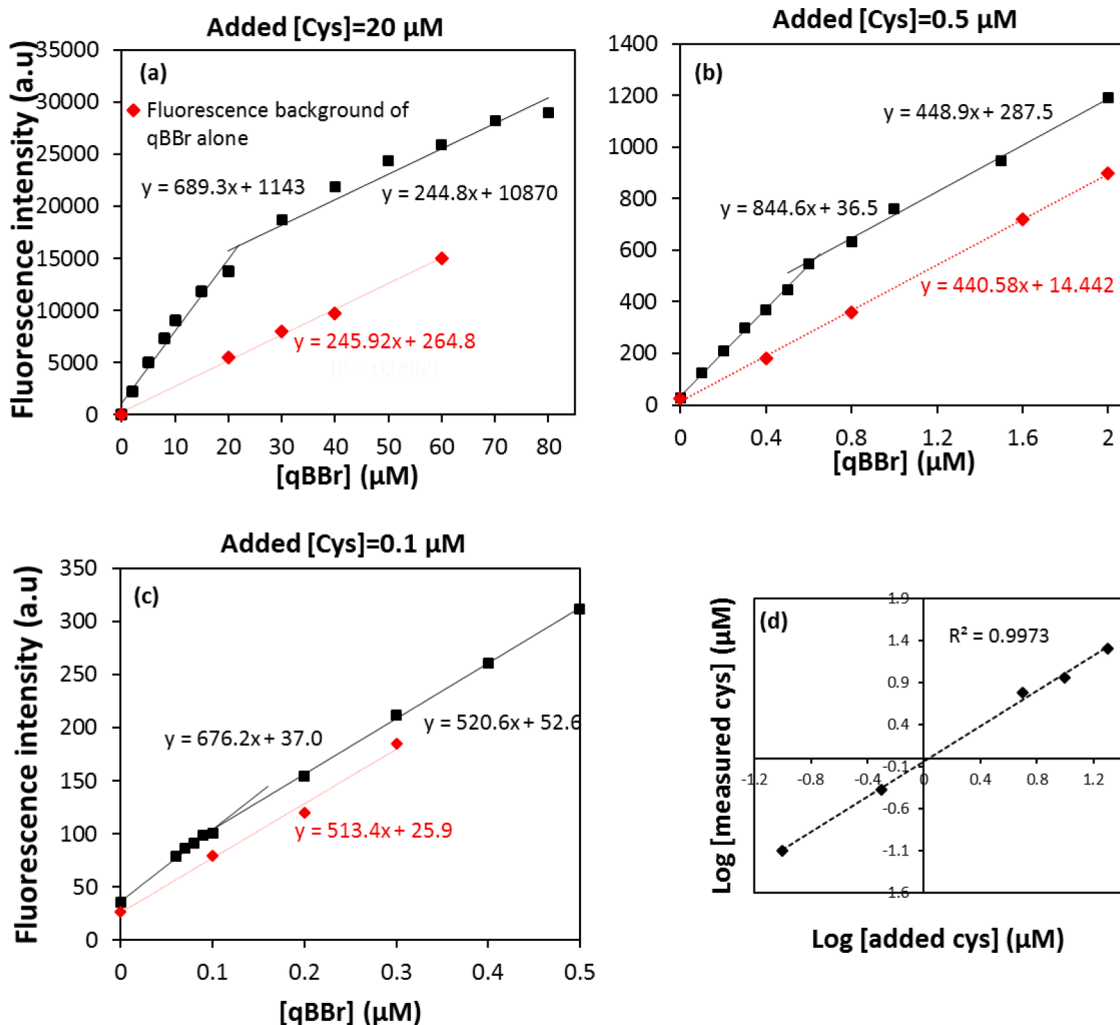 Added [Cys]=20 µM
Fluorescence intensity (a.u)
35000
30000
25000
20000
15000
10000
5000
0
(a)
Fluorescence background of
qBBr alone
y = 689.3x + 1143
y = 244.8x + 10870
y = 245.92x + 264.8
0 10 20 30 40 50 60 70 80
[qBBr] (µM)
Added [Cys]=0.5 µM
1400
1200
1000
800
600
400
200
0
(b)
y = 448.9x + 287.5
y = 844.6x + 36.5
y = 440.58x + 14.442
0 0.4 0.8 1.2 1.6 2
[qBBr] (µM)
Added [Cys]=0.1 µM
Fluorescence intensity (a.u)
350
300
250
200
150
100
50
0
(c)
y = 676.2x + 37.0
y = 520.6x + 52.6
y = 513.4x + 25.9
0 0.1 0.2 0.3 0.4 0.5
[qBBr] (µM)
Log [measured cys] (µM)
(d)
R² = 0.9973
1.9
1.4
0.9
0.4
-0.1
-0.6
-1.1
1.6
-1.2 -0.8 -0.4 0 0.4 0.8 1.2
Log [added cys] (µM)